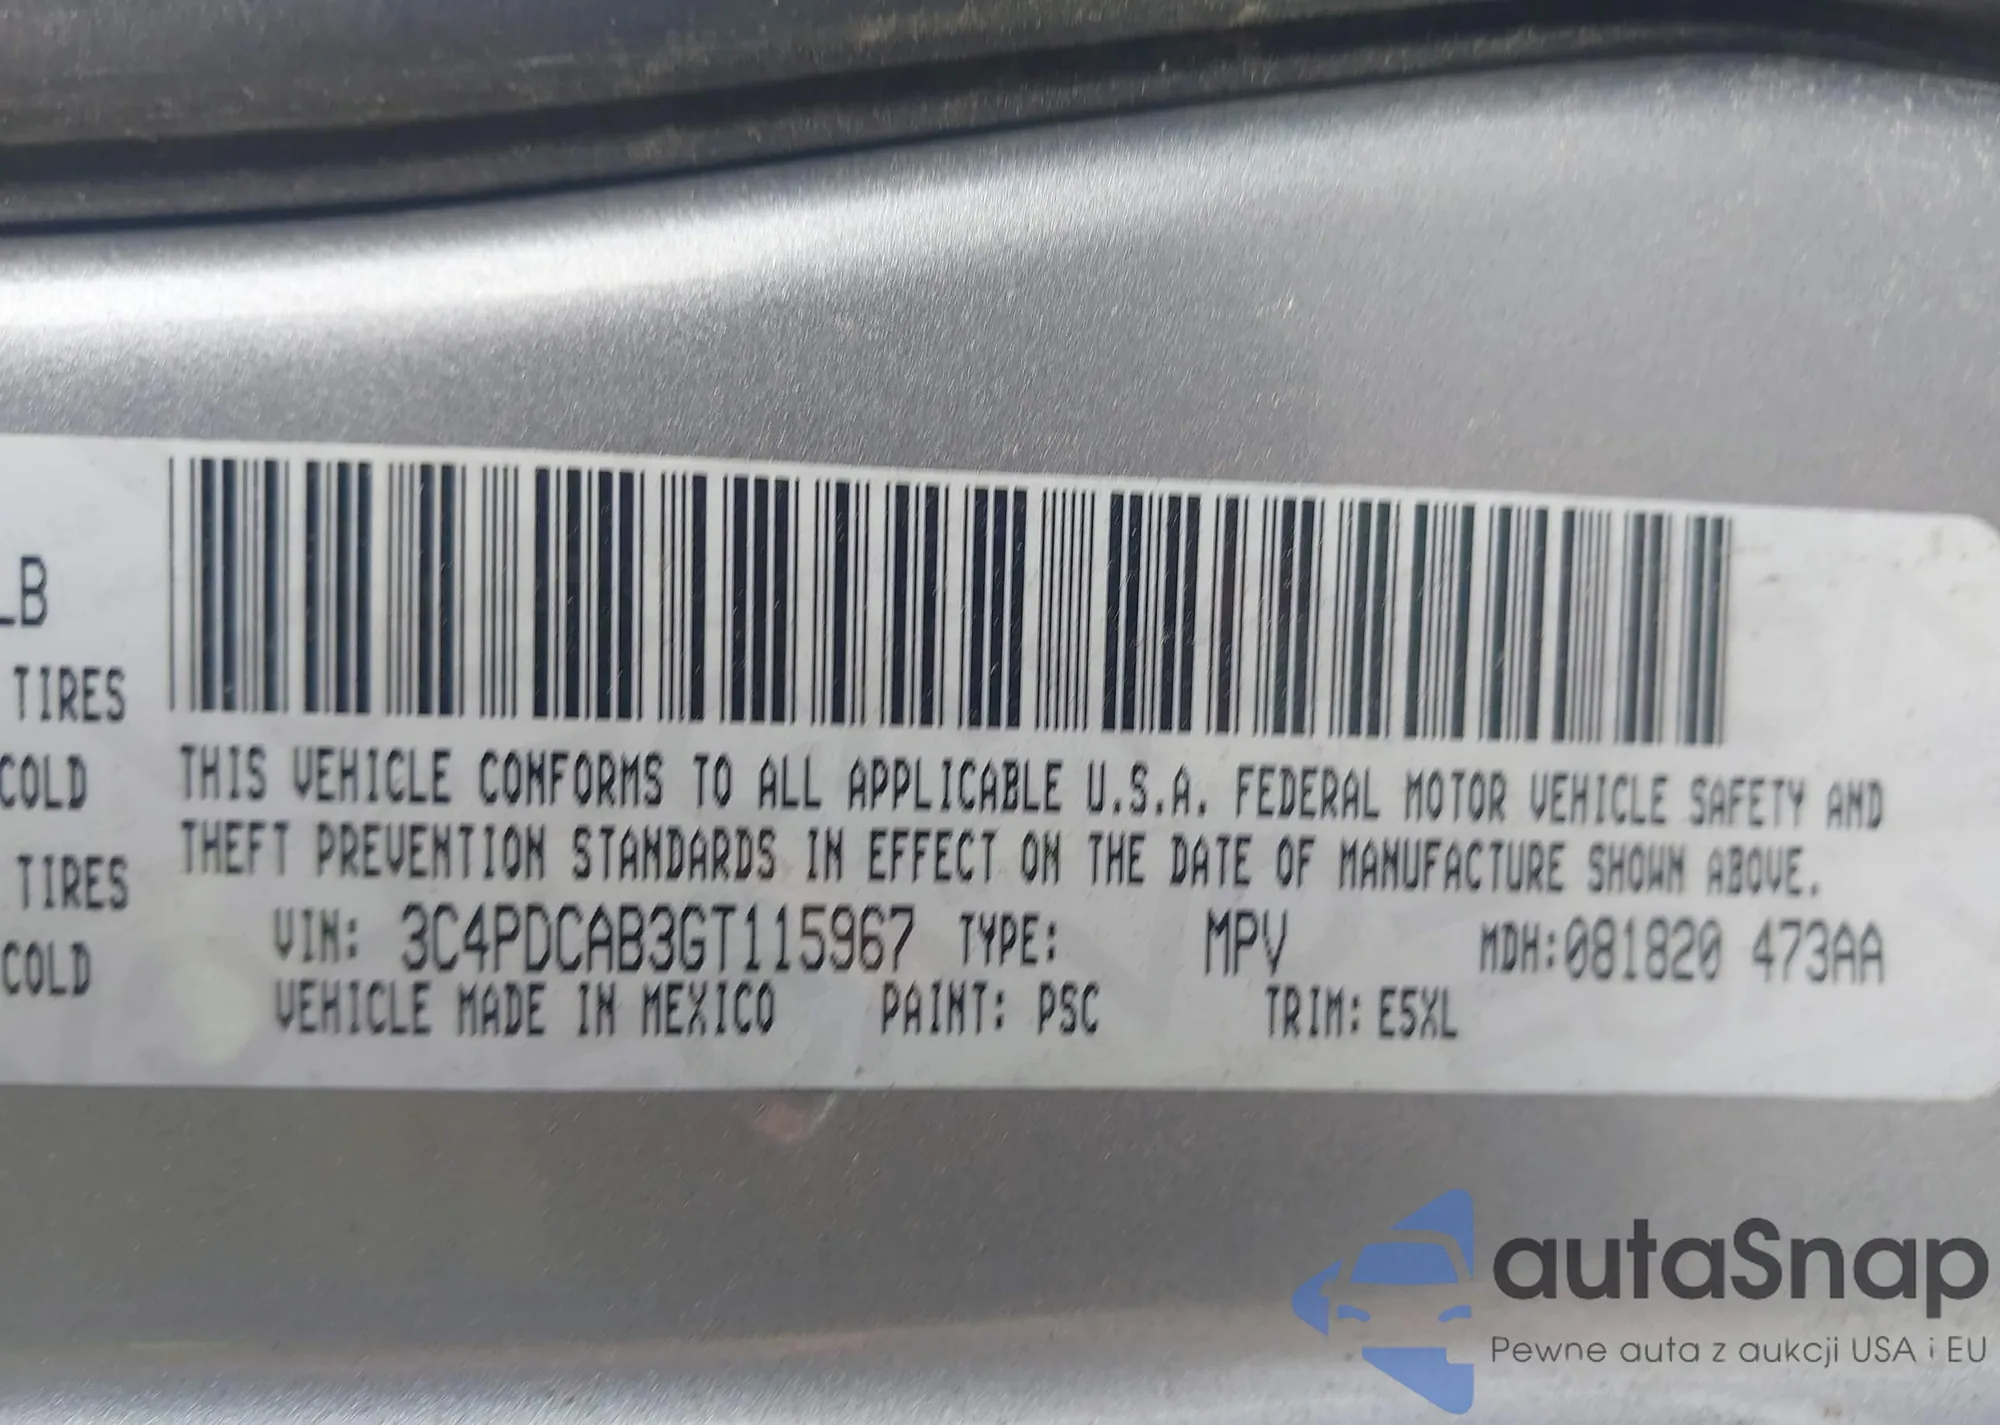 LB
TIRES
COLD
TIRES
COLD
THIS VEHICLE CONFORMS TO ALL APPLICABLE U.S.A. FEDERAL MOTOR VEHICLE SAFETY AND
THEFT PREVENTION STANDARDS IN EFFECT ON THE DATE OF MANUFACTURE SHOWN ABOVE.
VIN: 3C4PDCAB3GT115967 TYPE: MPV MDH:081820 473AA
VEHICLE MADE IN MEXICO PAINT: PSC TRIM: E5XL
autaSnap
Pewne auta z aukcji USA i EU